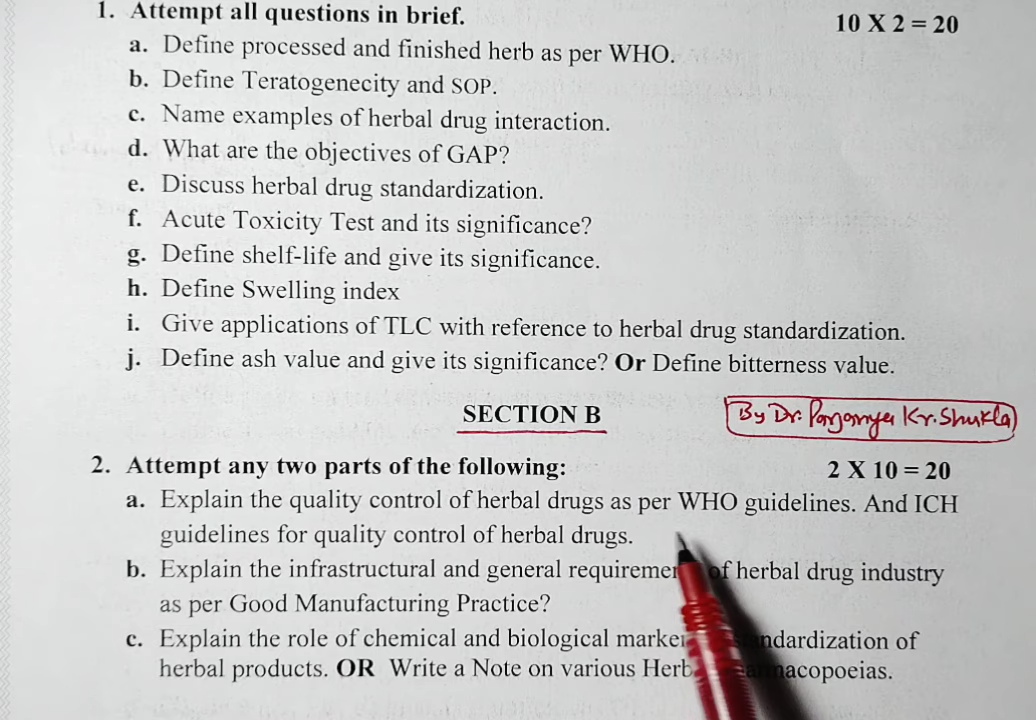 1. Attempt all questions in brief. 10 X 2 = 20
a. Define processed and finished herb as per WHO.
b. Define Teratogenecity and SOP.
c. Name examples of herbal drug interaction.
d. What are the objectives of GAP?
e. Discuss herbal drug standardization.
f. Acute Toxicity Test and its significance?
g. Define shelf-life and give its significance.
h. Define Swelling index
i. Give applications of TLC with reference to herbal drug standardization.
j. Define ash value and give its significance? Or Define bitterness value.
SECTION B By Dr. Kr. Shukla
2. Attempt any two parts of the following: 2 X 10 = 20
a. Explain the quality control of herbal drugs as per WHO guidelines. And ICH
guidelines for quality control of herbal drugs.
b. Explain the infrastructural and general of herbal drug industry
as per Good Manufacturing Practice?
c. Explain the role of chemical and biological of
herbal products. OR Write a Note on various